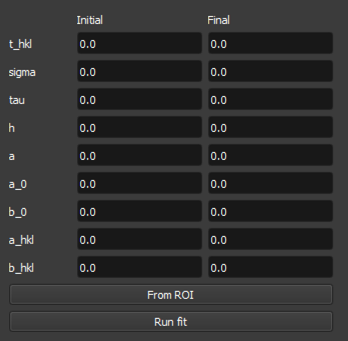 Initial Final
t_hkl 0.0 0.0
sigma 0.0 0.0
tau 0.0 0.0
h 0.0 0.0
a 0.0 0.0
a_0 0.0 0.0
b_0 0.0 0.0
a_hkl 0.0 0.0
b_hkl 0.0 0.0
From ROI
Run fit